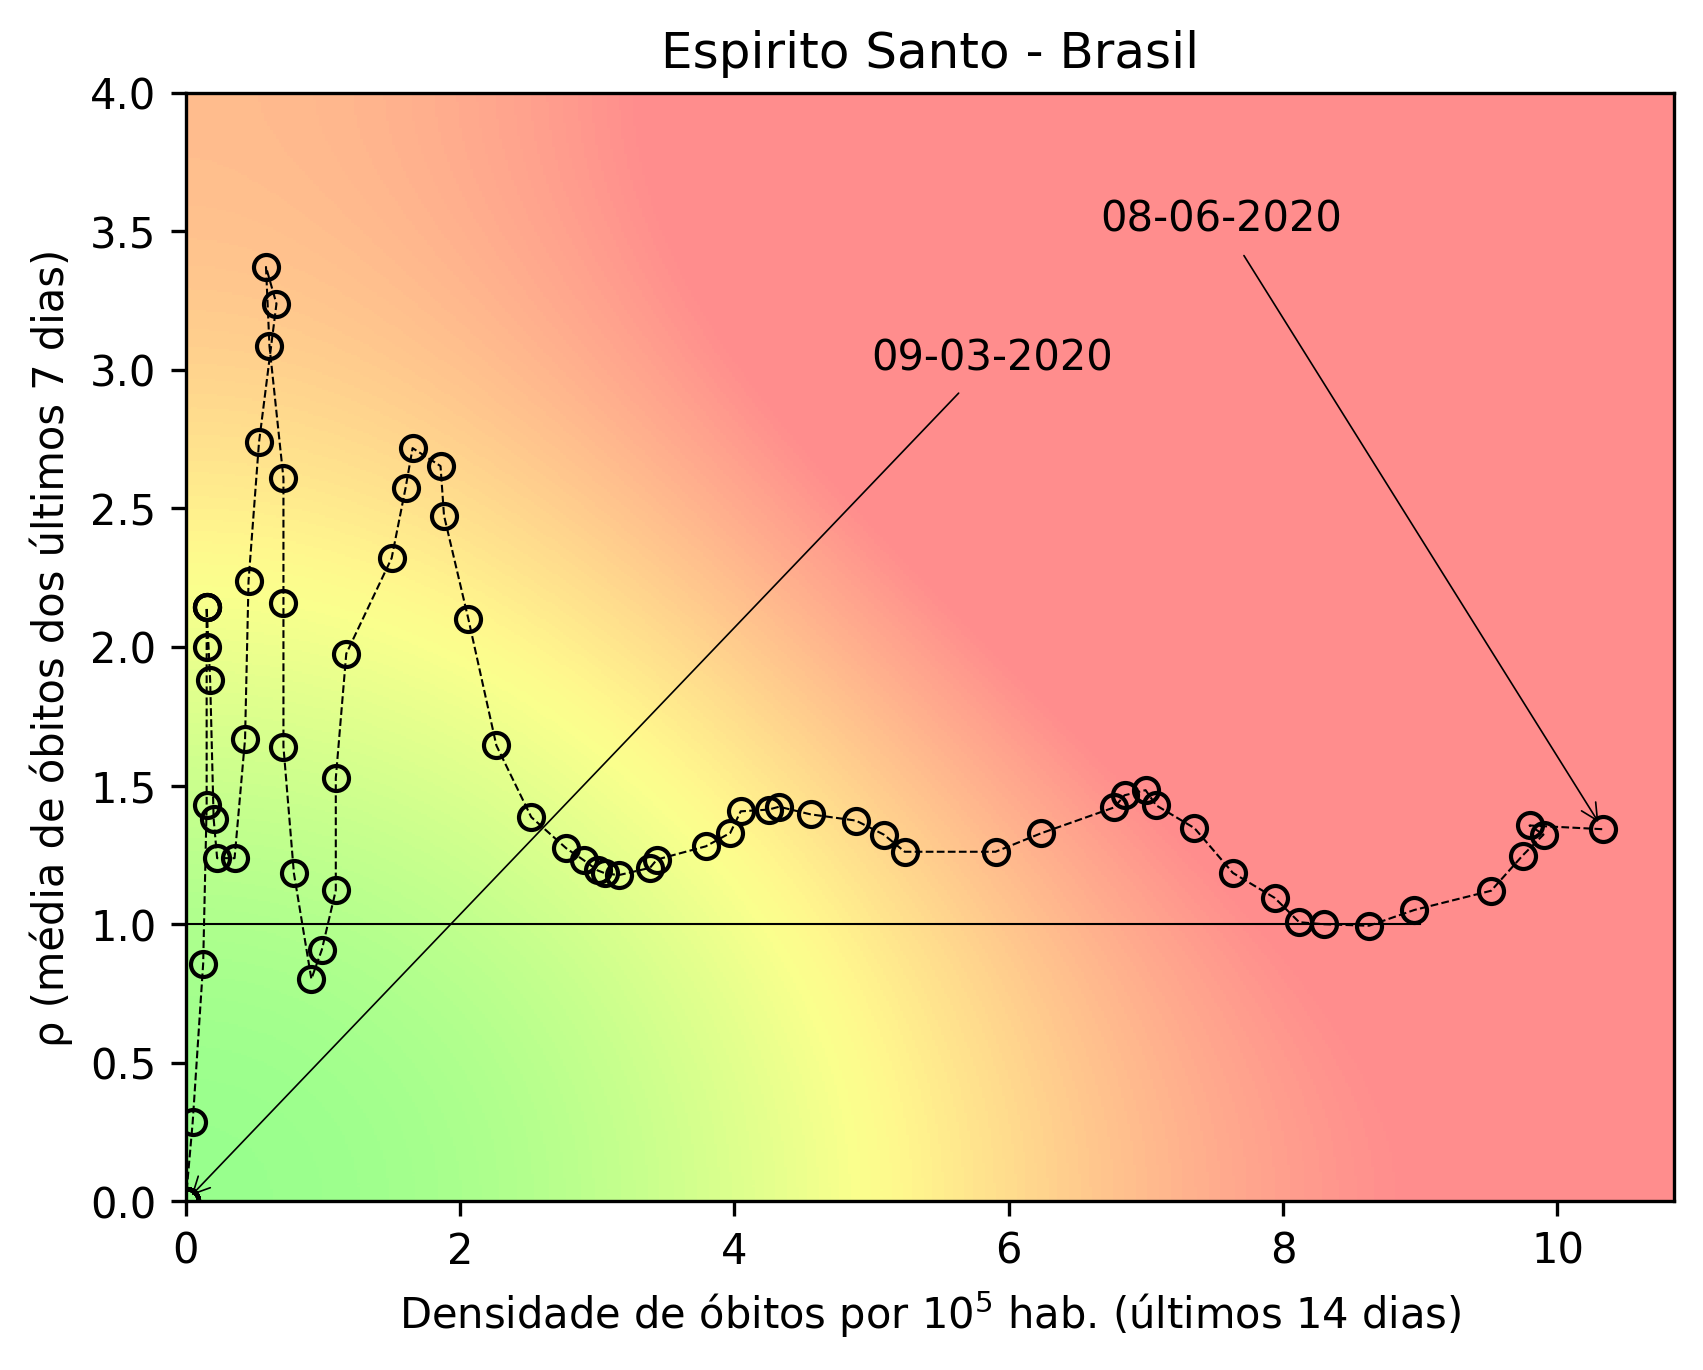 Espirito Santo - Brasil
4.0
3.5
3.0
2.5
2.0
1.5
1.0
0.5
0.0
ρ (média de óbitos dos últimos 7 dias)
08-06-2020
09-03-2020
0 2 4 6 8 10
Densidade de óbitos por 10⁵ hab. (últimos 14 dias)